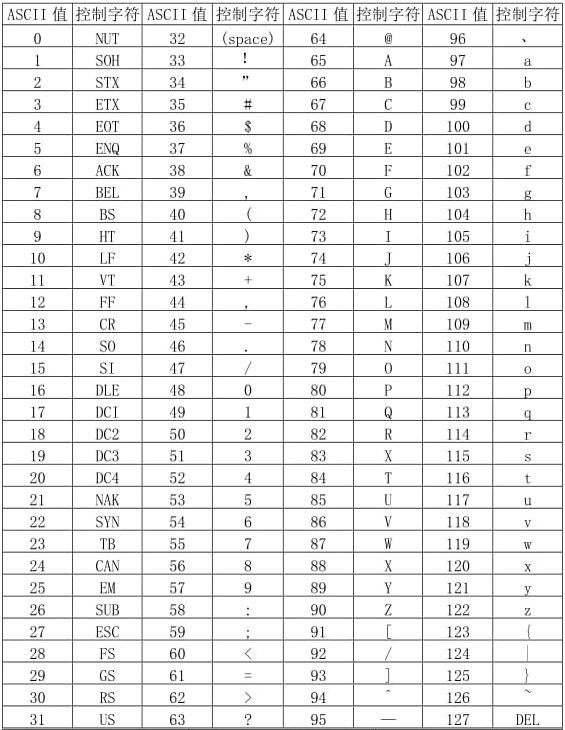 ASCII 值 控制字符 ASCII 值 控制字符 ASCII 值 控制字符 ASCII 值 控制字符
0 NUT 32 (space) 64 @ 96 、
1 SOH 33 ! 65 A 97 a
2 STX 34 ” 66 B 98 b
3 ETX 35 # 67 C 99 c
4 EOT 36 $ 68 D 100 d
5 ENQ 37 % 69 E 101 e
6 ACK 38 & 70 F 102 f
7 BEL 39 , 71 G 103 g
8 BS 40 ( 72 H 104 h
9 HT 41 ) 73 I 105 i
10 LF 42 * 74 J 106 j
11 VT 43 + 75 K 107 k
12 FF 44 , 76 L 108 l
13 CR 45 - 77 M 109 m
14 SO 46 . 78 N 110 n
15 SI 47 / 79 O 111 o
16 DLE 48 0 80 P 112 p
17 DCI 49 1 81 Q 113 q
18 DC2 50 2 82 R 114 r
19 DC3 51 3 83 X 115 s
20 DC4 52 4 84 T 116 t
21 NAK 53 5 85 U 117 u
22 SYN 54 6 86 V 118 v
23 TB 55 7 87 W 119 w
24 CAN 56 8 88 X 120 x
25 EM 57 9 89 Y 121 y
26 SUB 58 : 90 Z 122 z
27 ESC 59 ; 91 [ 123 {
28 FS 60 < 92 / 124 |
29 GS 61 = 93 ] 125 }
30 RS 62 > 94 ^ 126 ~
31 US 63 ? 95 — 127 DEL